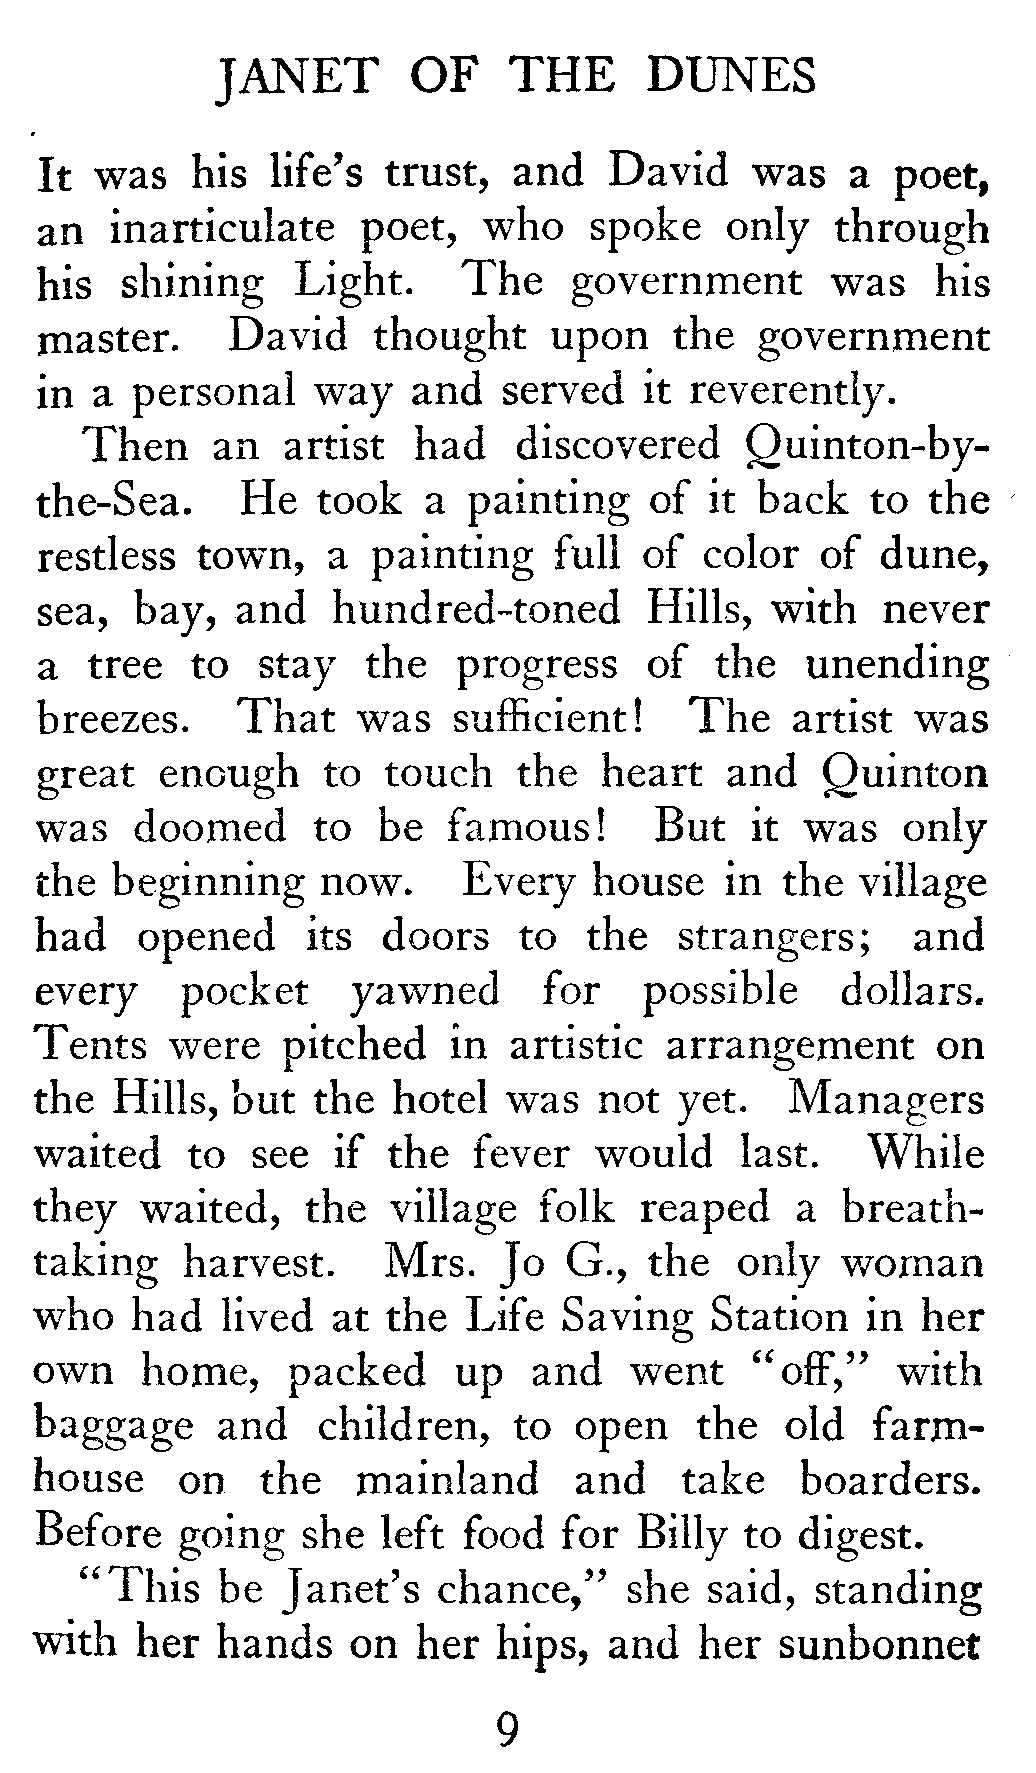 JANET OF THE DUNES
It was his life's trust, and David was a poet,
an inarticulate poet, who spoke only through
his shining Light. The government was his
master. David thought upon the government
in a personal way and served it reverently.
Then an artist had discovered Quinton-by-
the-Sea. He took a painting of it back to the
restless town, a painting full of color of dune,
sea, bay, and hundred-toned Hills, with never
a tree to stay the progress of the unending
breezes. That was sufficient! The artist was
great enough to touch the heart and Quinton
was doomed to be famous! But it was only
the beginning now. Every house in the village
had opened its doors to the strangers; and
every pocket yawned for possible dollars.
Tents were pitched in artistic arrangement on
the Hills, but the hotel was not yet. Managers
waited to see if the fever would last. While
they waited, the village folk reaped a breath-
taking harvest. Mrs. Jo G., the only woman
who had lived at the Life Saving Station in her
own home, packed up and went "off," with
baggage and children, to open the old farm-
house on the mainland and take boarders.
Before going she left food for Billy to digest.
"This be Janet's chance," she said, standing
with her hands on her hips, and her sunbonnet
9